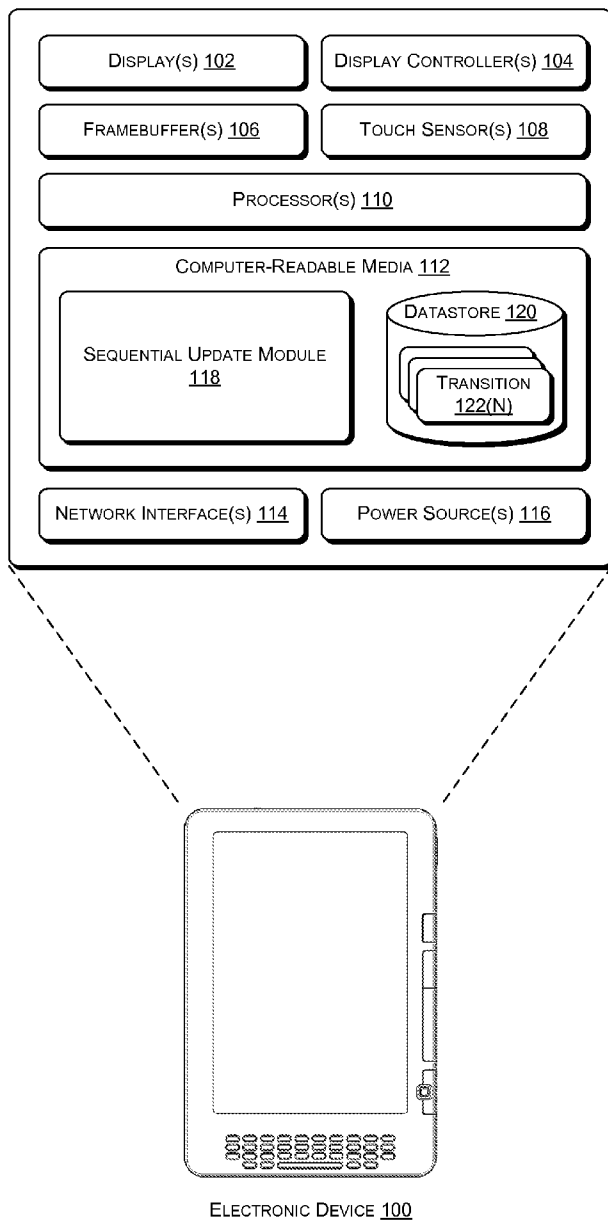 DISPLAY(S) 102
DISPLAY CONTROLLER(S) 104
FRAMEBUFFER(S) 106
TOUCH SENSOR(S) 108
PROCESSOR(S) 110
COMPUTER-READABLE MEDIA 112
SEQUENTIAL UPDATE MODULE
118
DATASTORE 120
TRANSITION
122(N)
NETWORK INTERFACE(S) 114
POWER SOURCE(S) 116
ELECTRONIC DEVICE 100